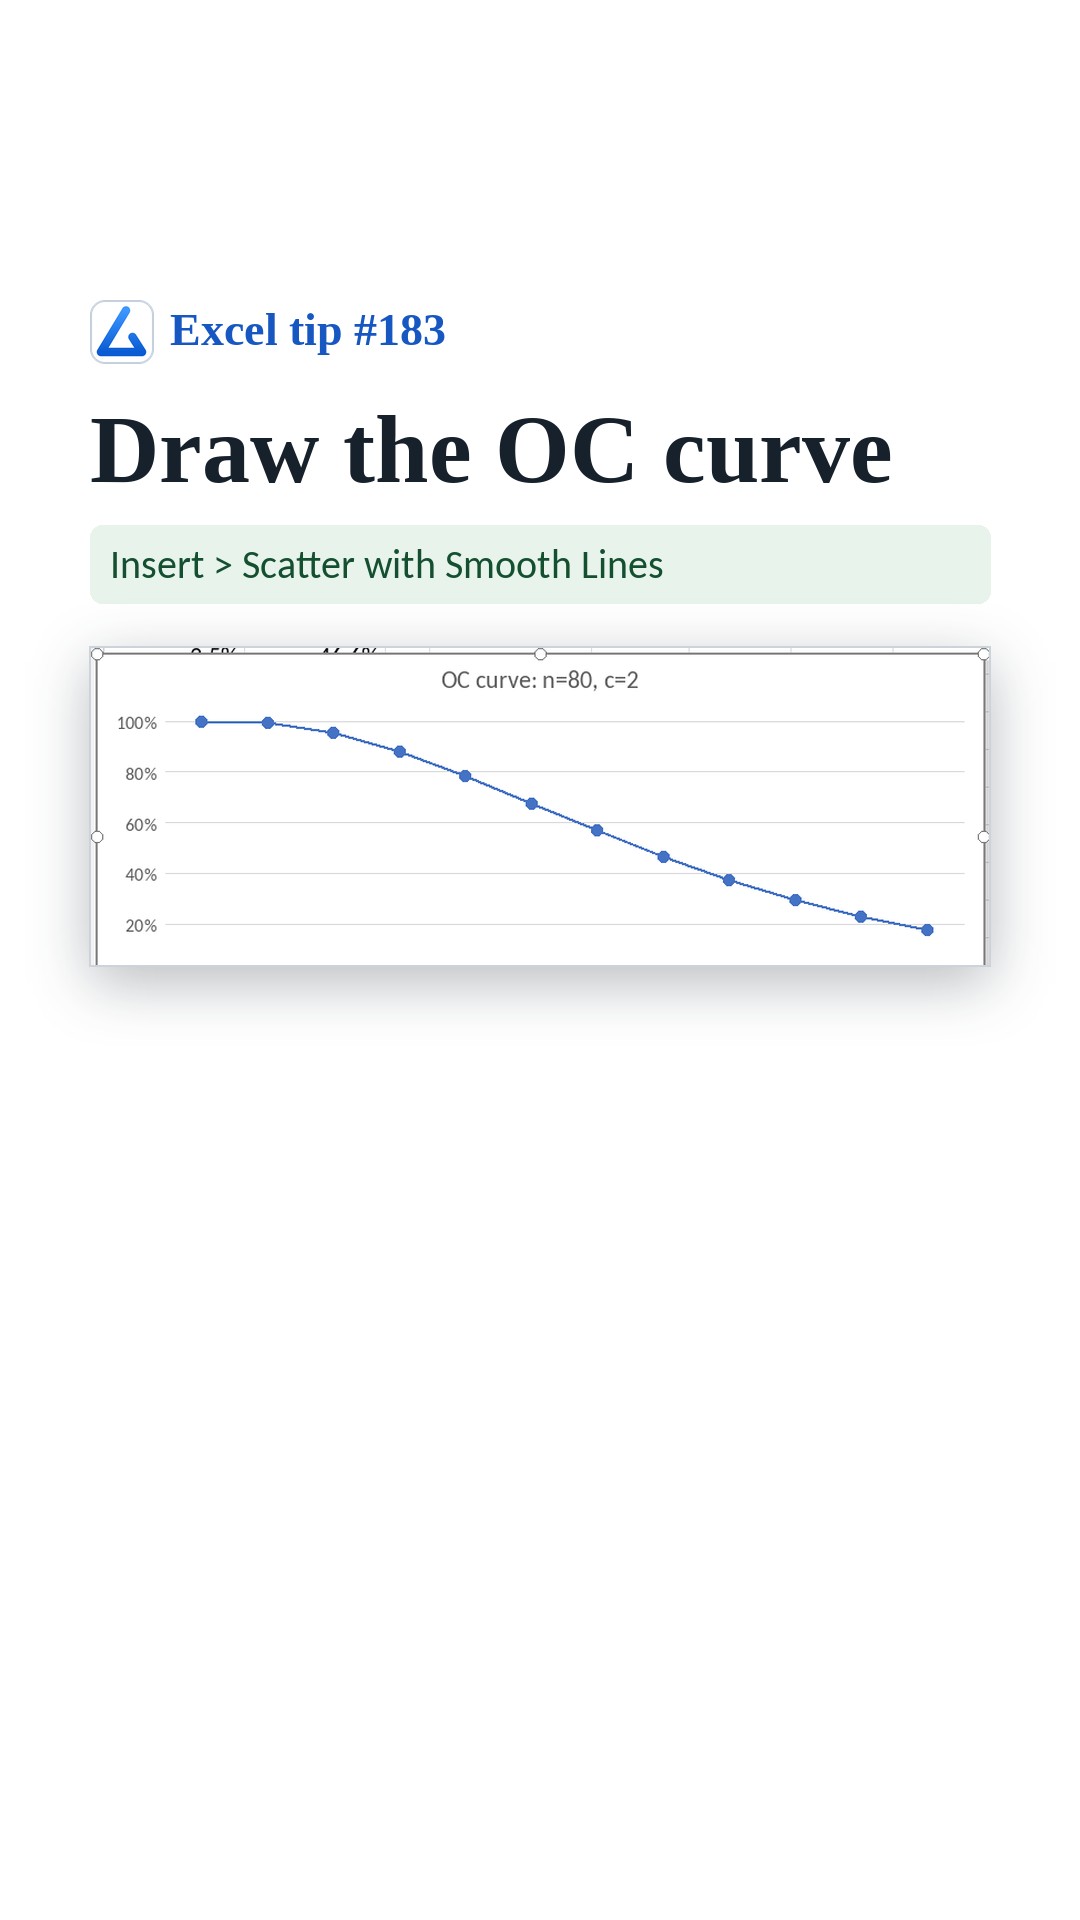 Excel tip #183
Draw the OC curve
Insert > Scatter with Smooth Lines
OC curve: n=80, c=2
100%
80%
60%
40%
20%